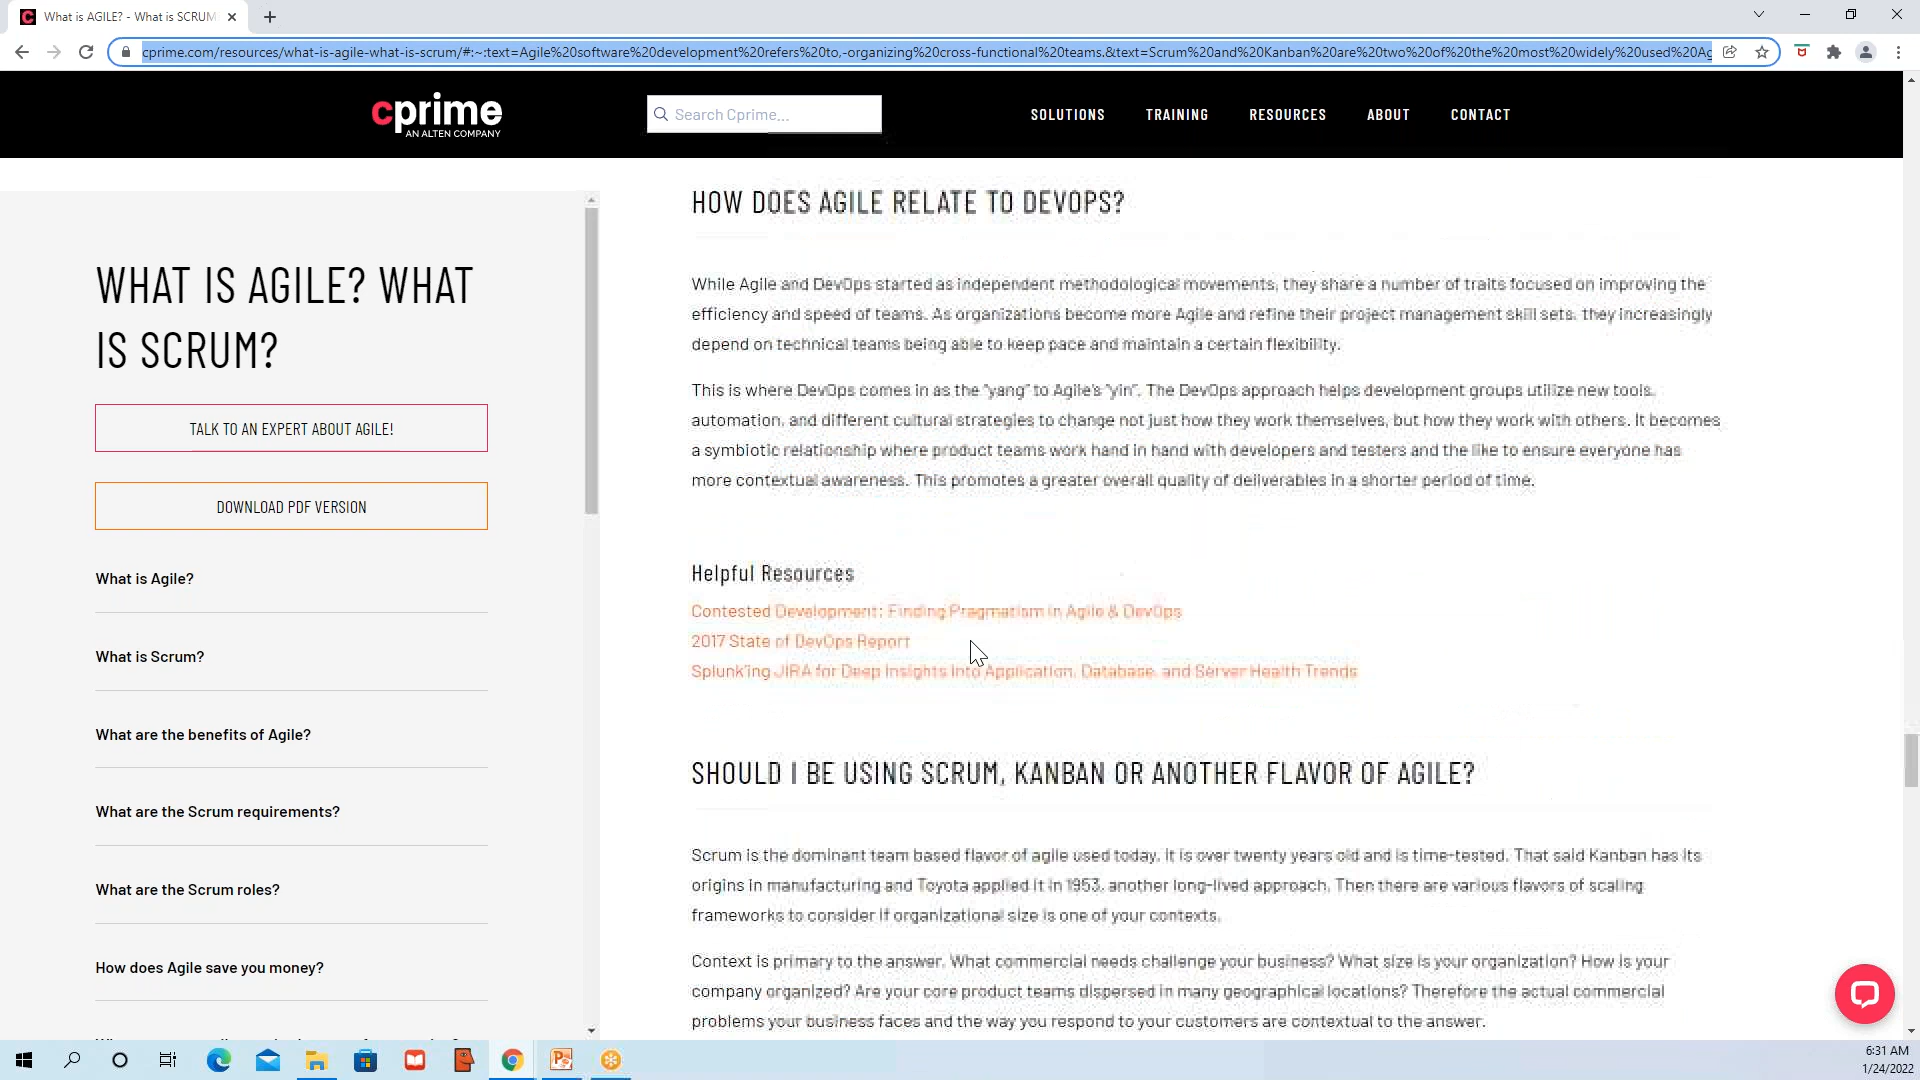 What is AGILE? - What is SCRUM
cprime.com/resources/what-is-agile-what-is-scrum/#:~:text=Agile%20software%20development%20refers%20to,-organizing%20cross-functional%20teams.&text=Scrum%20and%20Kanban%20are%20two%20of%20the%20most%20widely%20used%20Ag
cprime
AN ALTEN COMPANY
Search Cprime...
SOLUTIONS
TRAINING
RESOURCES
ABOUT
CONTACT
WHAT IS AGILE? WHAT
IS SCRUM?
TALK TO AN EXPERT ABOUT AGILE!
DOWNLOAD PDF VERSION
What is Agile?
What is Scrum?
What are the benefits of Agile?
What are the Scrum requirements?
What are the Scrum roles?
How does Agile save you money?
HOW DOES AGILE RELATE TO DEVOPS?
While Agile and DevOps started as independent methodological movements, they share a number of traits focused on improving the
efficiency and speed of teams. As organizations become more Agile and refine their project management skill sets, they increasingly
depend on technical teams being able to keep pace and maintain a certain flexibility.
This is where DevOps comes in as the "yang" to Agile's "yin". The DevOps approach helps development groups utilize new tools,
automation, and different cultural strategies to change not just how they work themselves, but how they work with others. It becomes
a symbiotic relationship where product teams work hand in hand with developers and testers and the like to ensure everyone has
more contextual awareness. This promotes a greater overall quality of deliverables in a shorter period of time.
Helpful Resources
Contested Development: Finding Pragmatism in Agile & DevOps
2017 State of DevOps Report
Splunk'ing JIRA for Deep Insights into Application, Database, and Server Health Trends
SHOULD I BE USING SCRUM, KANBAN OR ANOTHER FLAVOR OF AGILE?
Scrum is the dominant team based flavor of agile used today. It is over twenty years old and is time-tested. That said Kanban has its
origins in manufacturing and Toyota applied it in 1953, another long-lived approach. Then there are various flavors of scaling
frameworks to consider if organizational size is one of your contexts.
Context is primary to the answer. What commercial needs challenge your business? What size is your organization? How is your
company organized? Are your core product teams dispersed in many geographical locations? Therefore the actual commercial
problems your business faces and the way you respond to your customers are contextual to the answer.
6:31 AM
1/24/2022